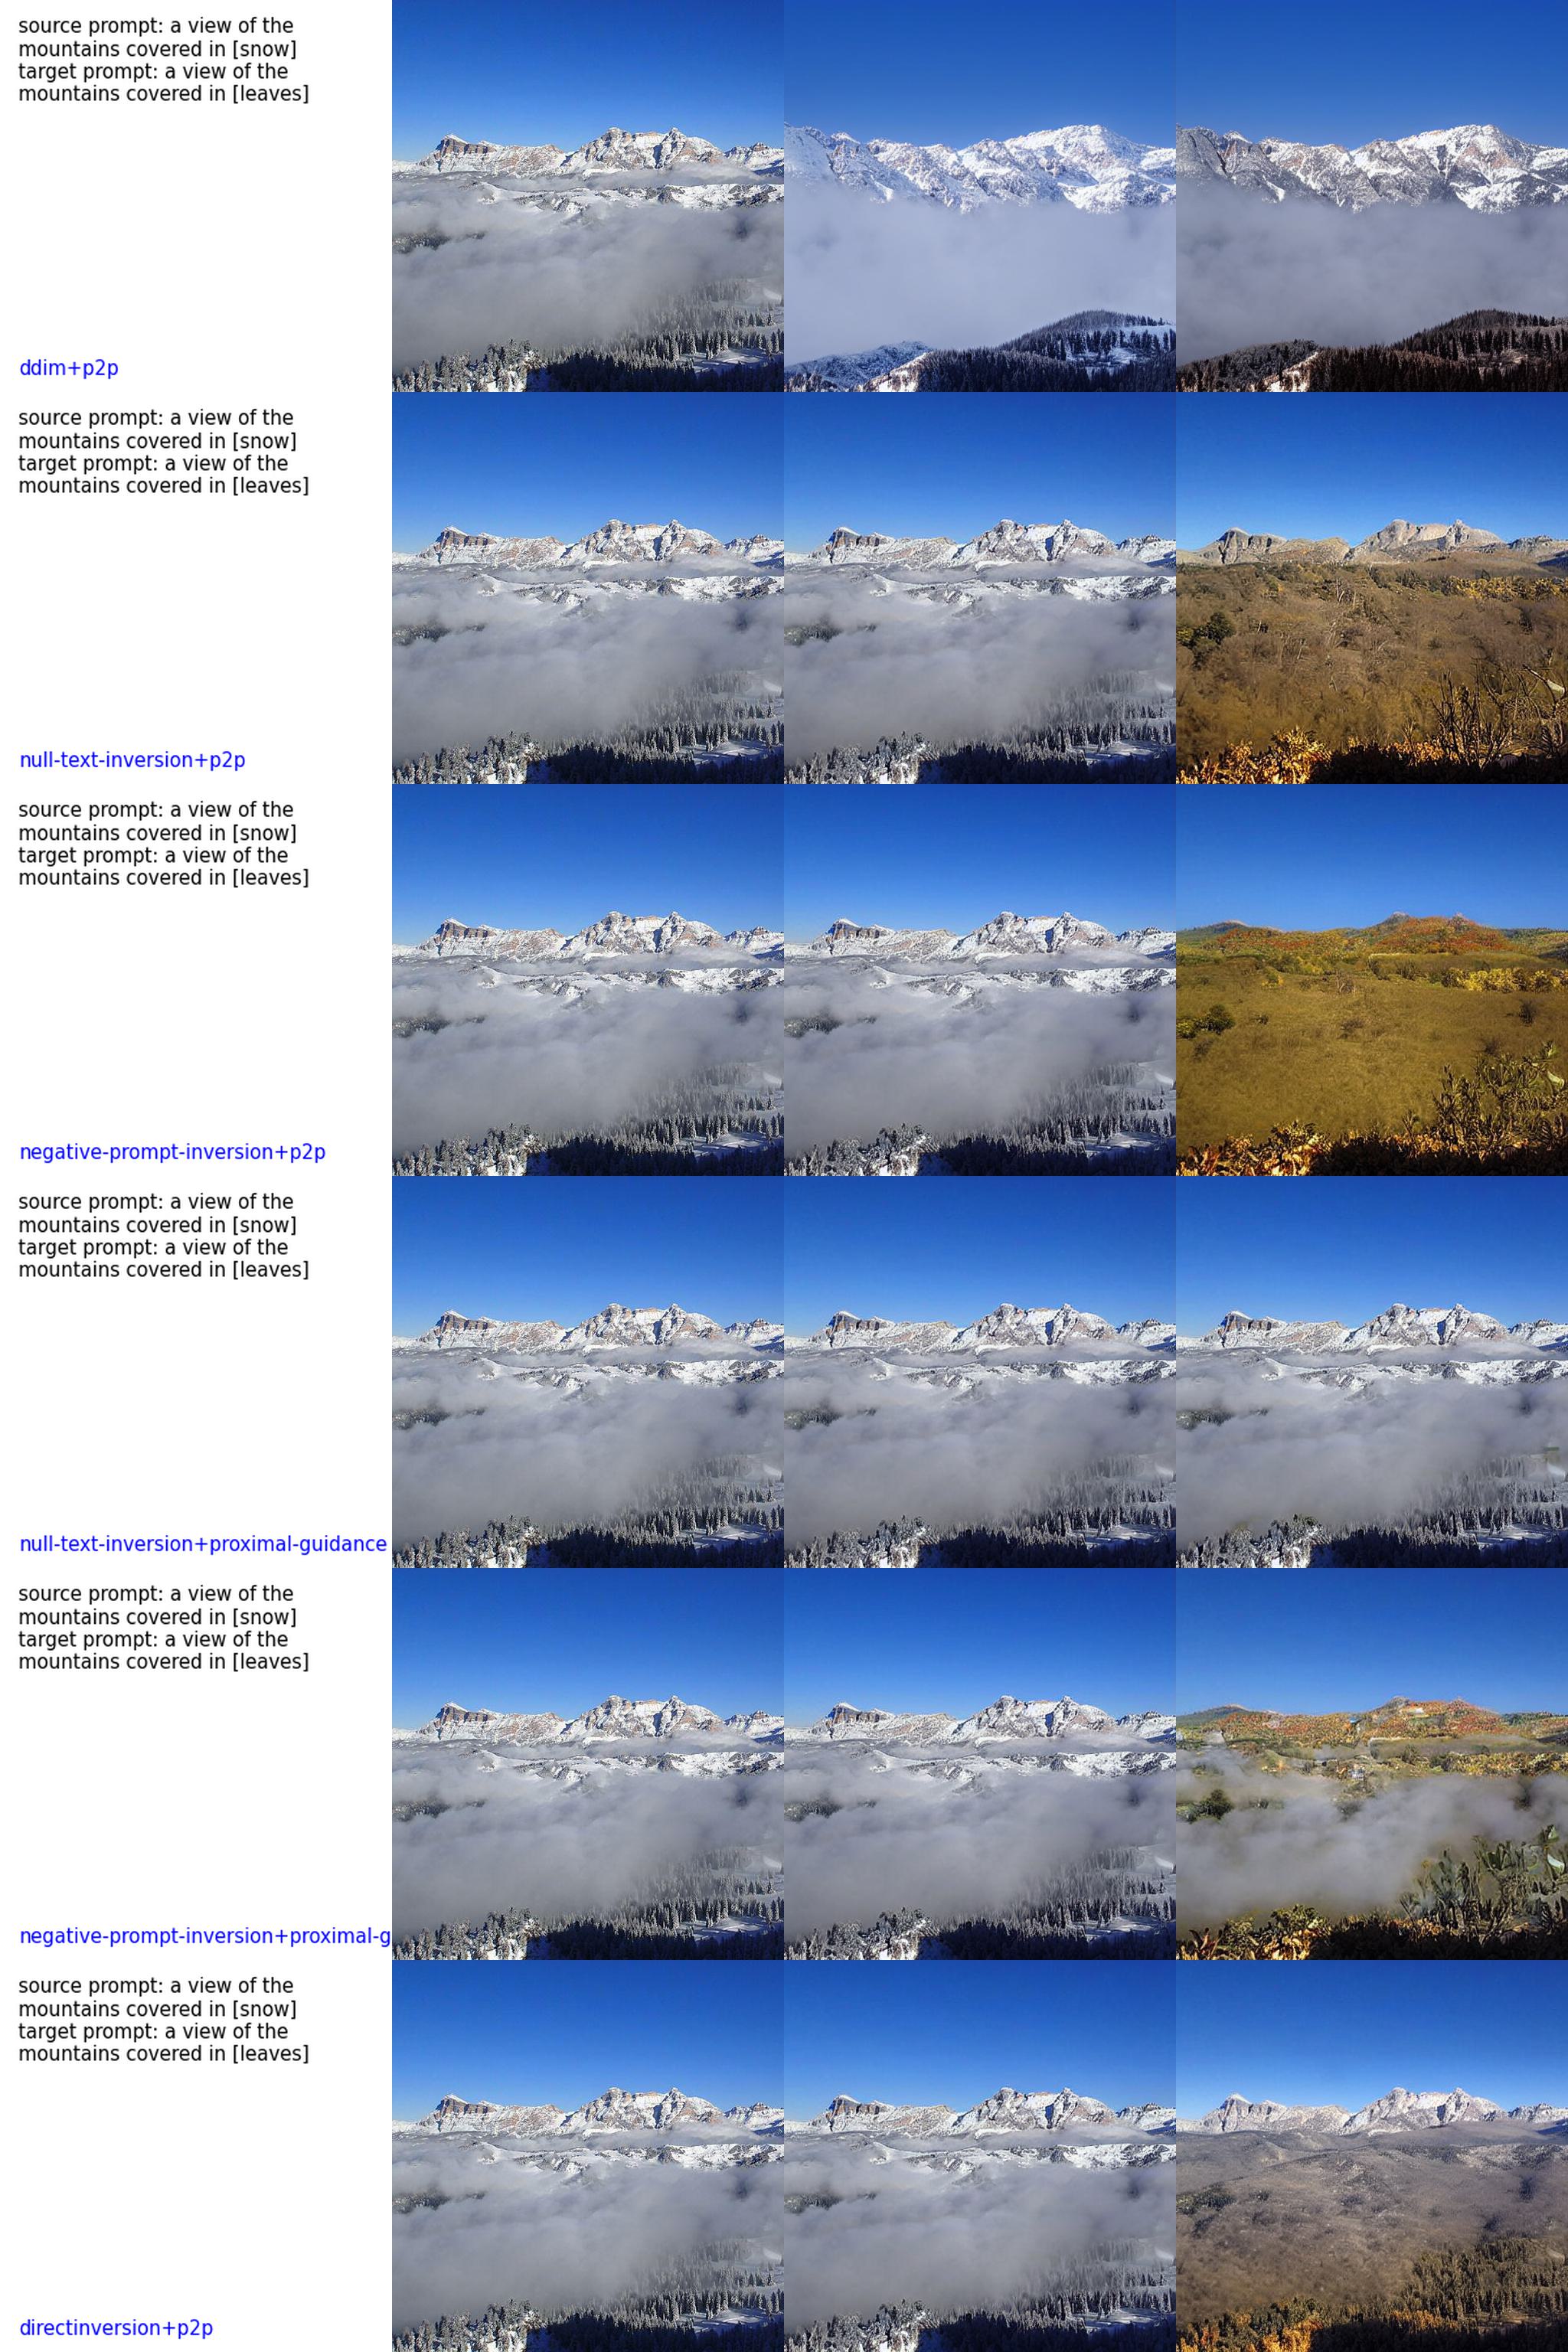 source prompt: a view of the
mountains covered in [snow]
target prompt: a view of the
mountains covered in [leaves]
ddim+p2p
source prompt: a view of the
mountains covered in [snow]
target prompt: a view of the
mountains covered in [leaves]
null-text-inversion+p2p
source prompt: a view of the
mountains covered in [snow]
target prompt: a view of the
mountains covered in [leaves]
negative-prompt-inversion+p2p
source prompt: a view of the
mountains covered in [snow]
target prompt: a view of the
mountains covered in [leaves]
null-text-inversion+proximal-guidance
source prompt: a view of the
mountains covered in [snow]
target prompt: a view of the
mountains covered in [leaves]
negative-prompt-inversion+proximal-g
source prompt: a view of the
mountains covered in [snow]
target prompt: a view of the
mountains covered in [leaves]
directinversion+p2p